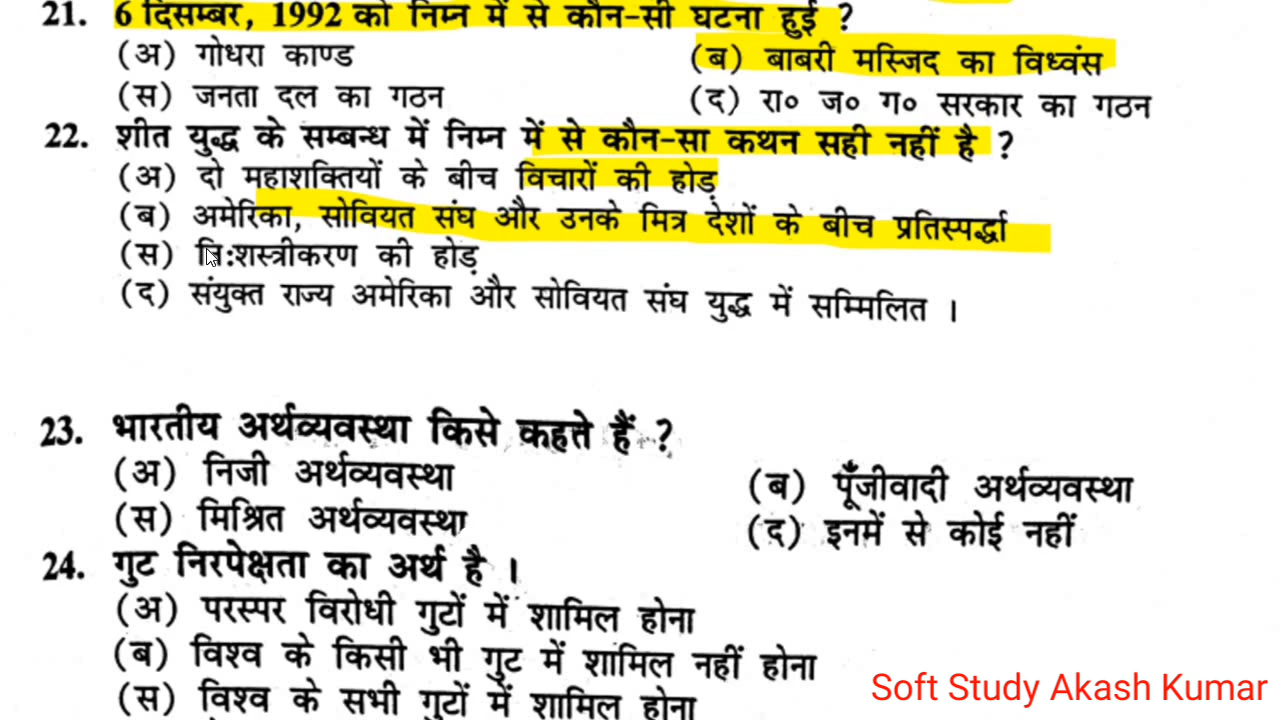 21. 6 दिसम्बर, 1992 को निम्न में से कौन-सी घटना हुई ?
(अ) गोधरा काण्ड (ब) बाबरी मस्जिद का विध्वंस
(स) जनता दल का गठन (द) रा० ज० ग० सरकार का गठन
22. शीत युद्ध के सम्बन्ध में निम्न में से कौन-सा कथन सही नहीं है ?
(अ) दो महाशक्तियों के बीच विचारों की होड़
(ब) अमेरिका, सोवियत संघ और उनके मित्र देशों के बीच प्रतिस्पर्द्धा
(स) नि:शस्त्रीकरण की होड़
(द) संयुक्त राज्य अमेरिका और सोवियत संघ युद्ध में सम्मिलित ।
23. भारतीय अर्थव्यवस्था किसे कहते हैं ?
(अ) निजी अर्थव्यवस्था (ब) पूँजीवादी अर्थव्यवस्था
(स) मिश्रित अर्थव्यवस्था (द) इनमें से कोई नहीं
24. गुट निरपेक्षता का अर्थ है ।
(अ) परस्पर विरोधी गुटों में शामिल होना
(ब) विश्व के किसी भी गुट में शामिल नहीं होना
(स) विश्व के सभी गुटों में शामिल होना
Soft Study Akash Kumar